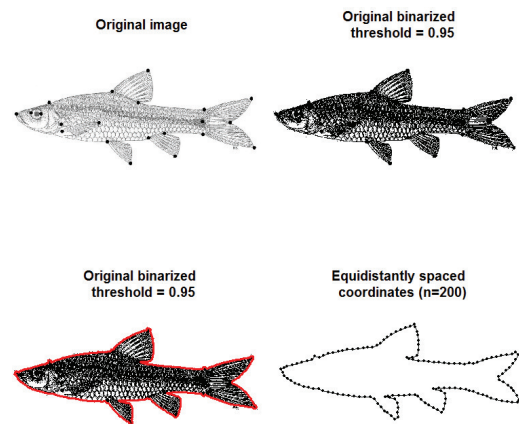 Original image
Original binarized
threshold = 0.95
Original binarized
threshold = 0.95
Equidistantly spaced
coordinates (n=200)